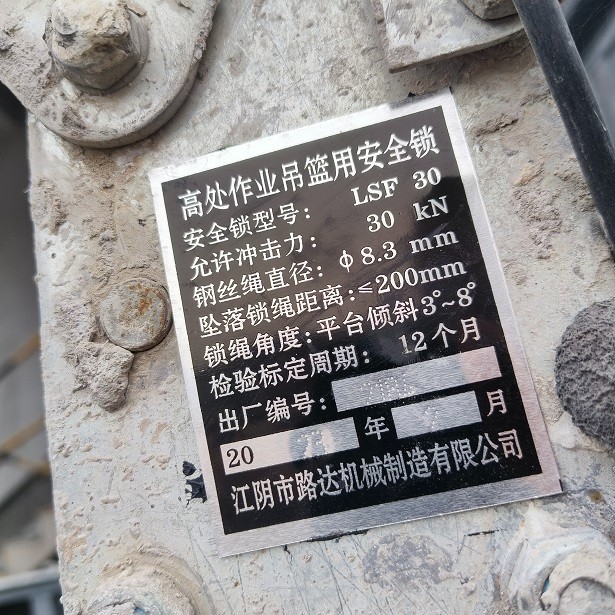 高处作业吊篮用安全锁
安全锁型号: LSF 30
允许冲击力: 30 kN
钢丝绳直径: φ8.3 mm
坠落锁绳距离:≤200mm
锁绳角度:平台倾斜3°~8°
检验标定周期: 12个月
出厂编号:
20 年 月
江阴市路达机械制造有限公司